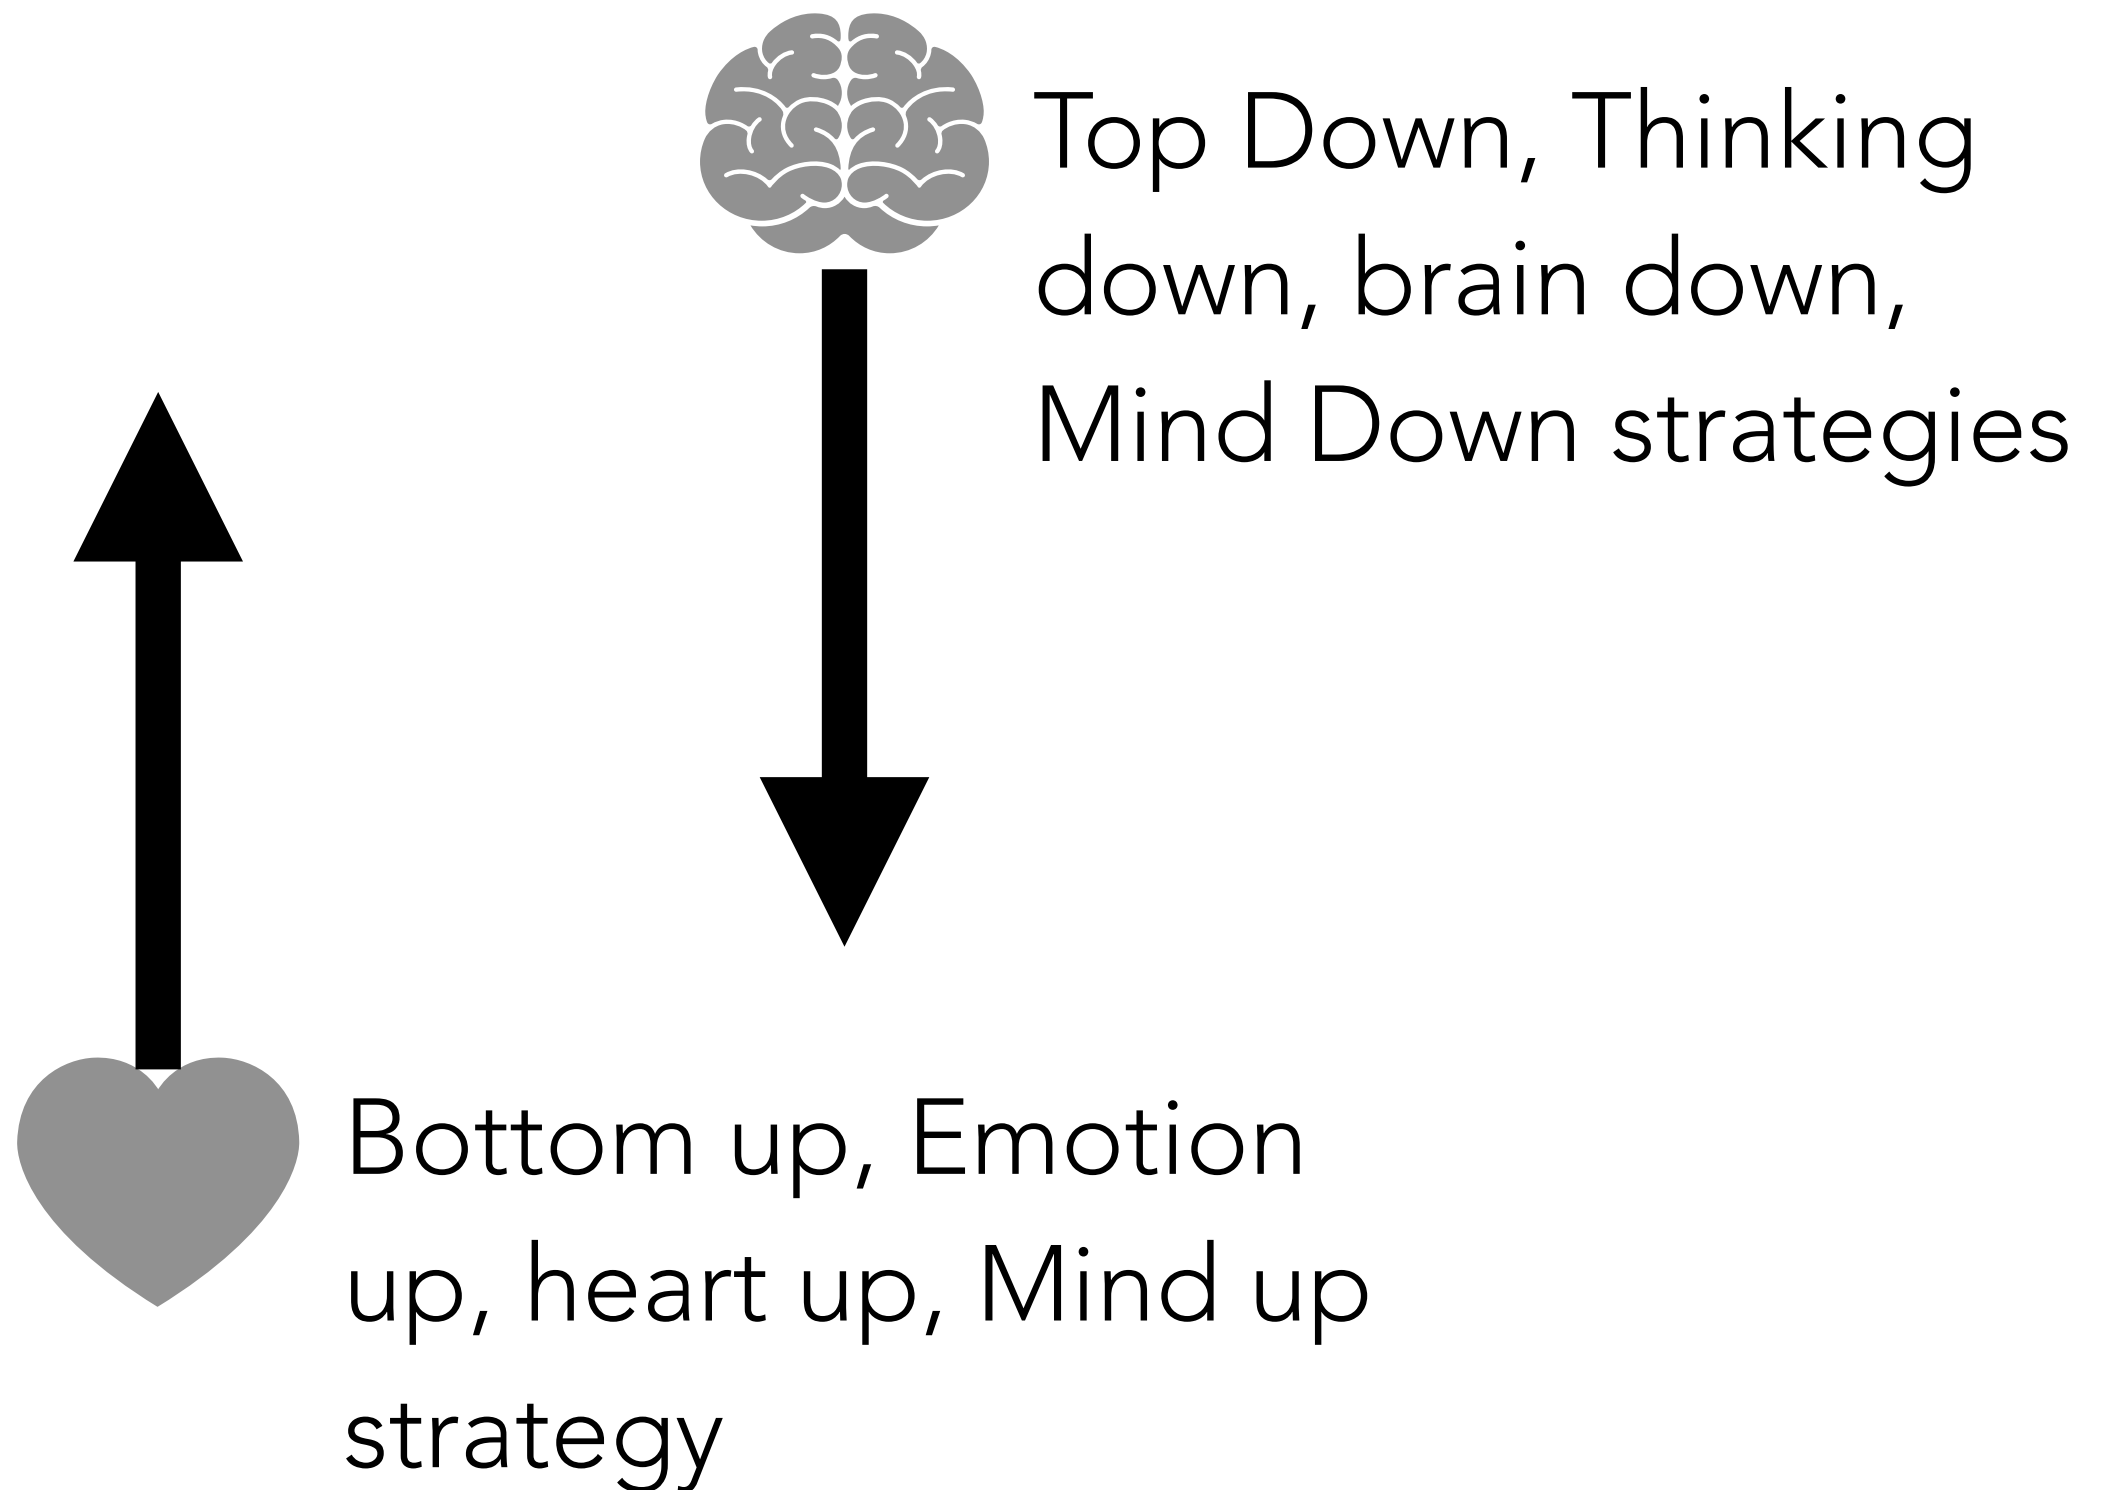 Top Down, Thinking
down, brain down,
Mind Down strategies
Bottom up, Emotion
up, heart up, Mind up
strategy